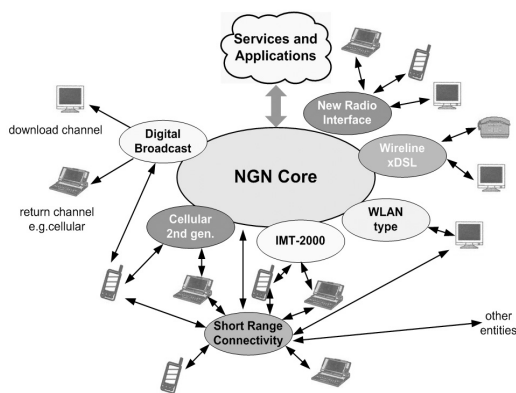 Services and
Applications
New Radio
Interface
download channel
Digital
Broadcast
Wireline
xDSL
NGN Core
return channel
e.g.cellular
Cellular
2nd gen.
WLAN
type
IMT-2000
Short Range
Connectivity
other
entities